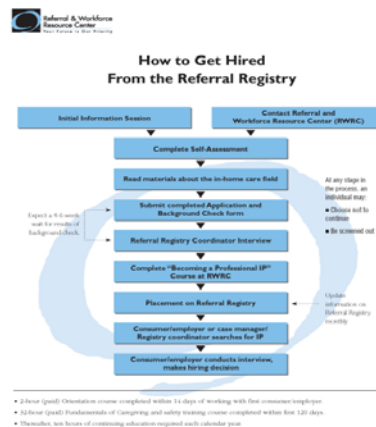 Referral & Workforce
Resource Center
Your Future is Our Priority
How to Get Hired
From the Referral Registry
Initial Information Session
Contact Referral and
Workforce Resource Center (RWRC)
Complete Self-Assessment
Read materials about the in-home care field
At any stage in
the process, an
individual may:
■ Choose not to
continue
■ Be screened out
Submit completed Application and
Background Check form
Expect a 4-6 week
wait for results of
background check.
Referral Registry Coordinator Interview
Complete "Becoming a Professional IP"
Course at RWRC
Placement on Referral Registry
Update
information on
Referral Registry
monthly
Consumer/employer or case manager/
Registry coordinator searches for IP
Consumer/employer conducts interview,
makes hiring decision
• 2-hour (paid) Orientation course completed within 14 days of working with first consumer/employer.
• 32-hour (paid) Fundamentals of Caregiving and safety training course completed within first 120 days.
• Thereafter, ten hours of continuing education required each calendar year